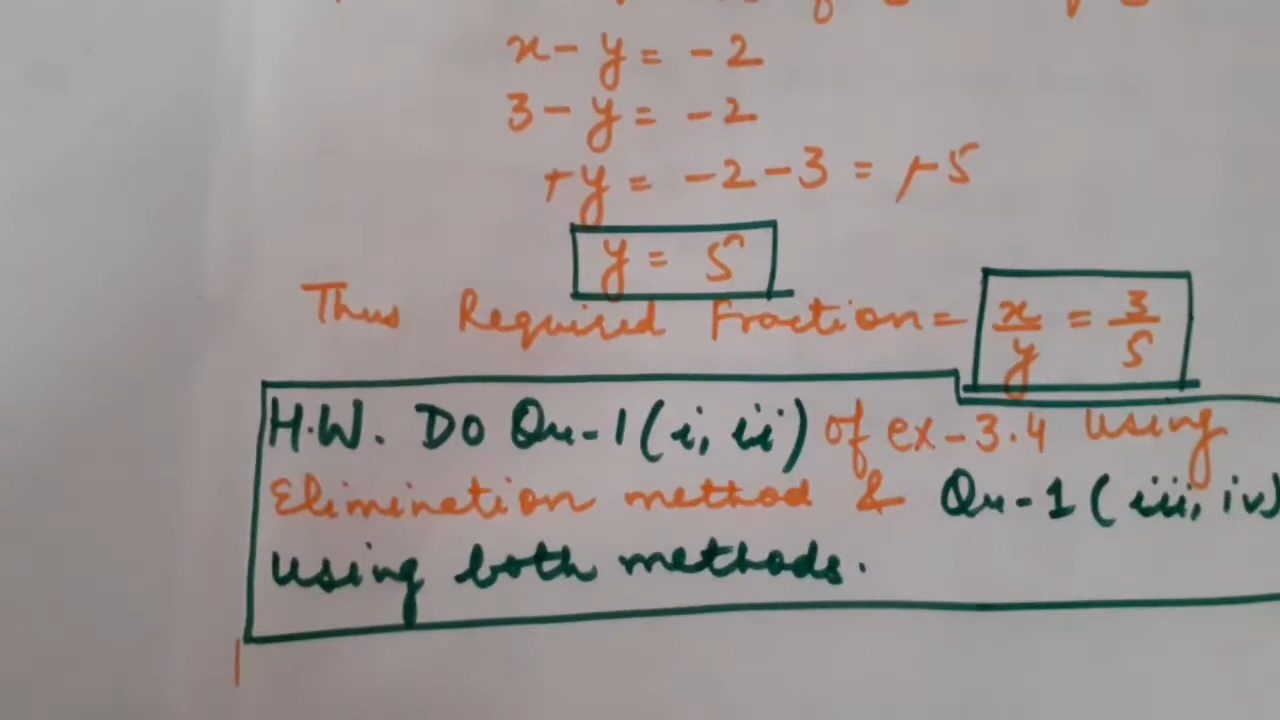 x - y = -2
3 - y = -2
+y = -2 - 3 = +5
y = 5
Thus Required Fraction = x/y = 3/5
H.W. Do Qu-1 (i, ii) of ex-3.4 using
Elimination method & Qu-1 (iii, iv)
using both methods.